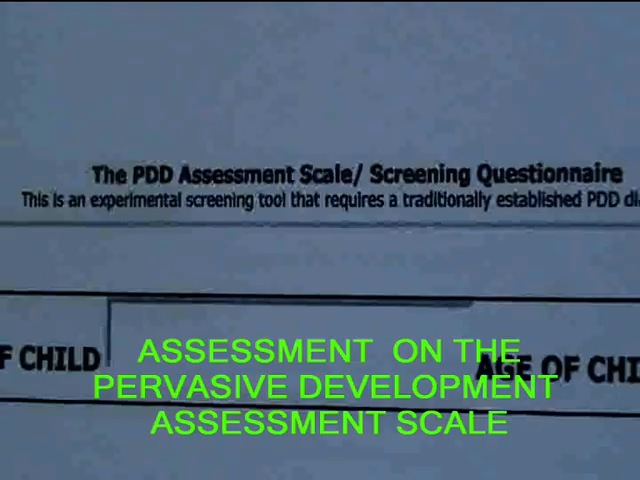 The PDD Assessment Scale/ Screening Questionnaire
This is an experimental screening tool that requires a traditionally established PDD di
F CHILD
AGE OF CHI
ASSESSMENT ON THE
PERVASIVE DEVELOPMENT
ASSESSMENT SCALE